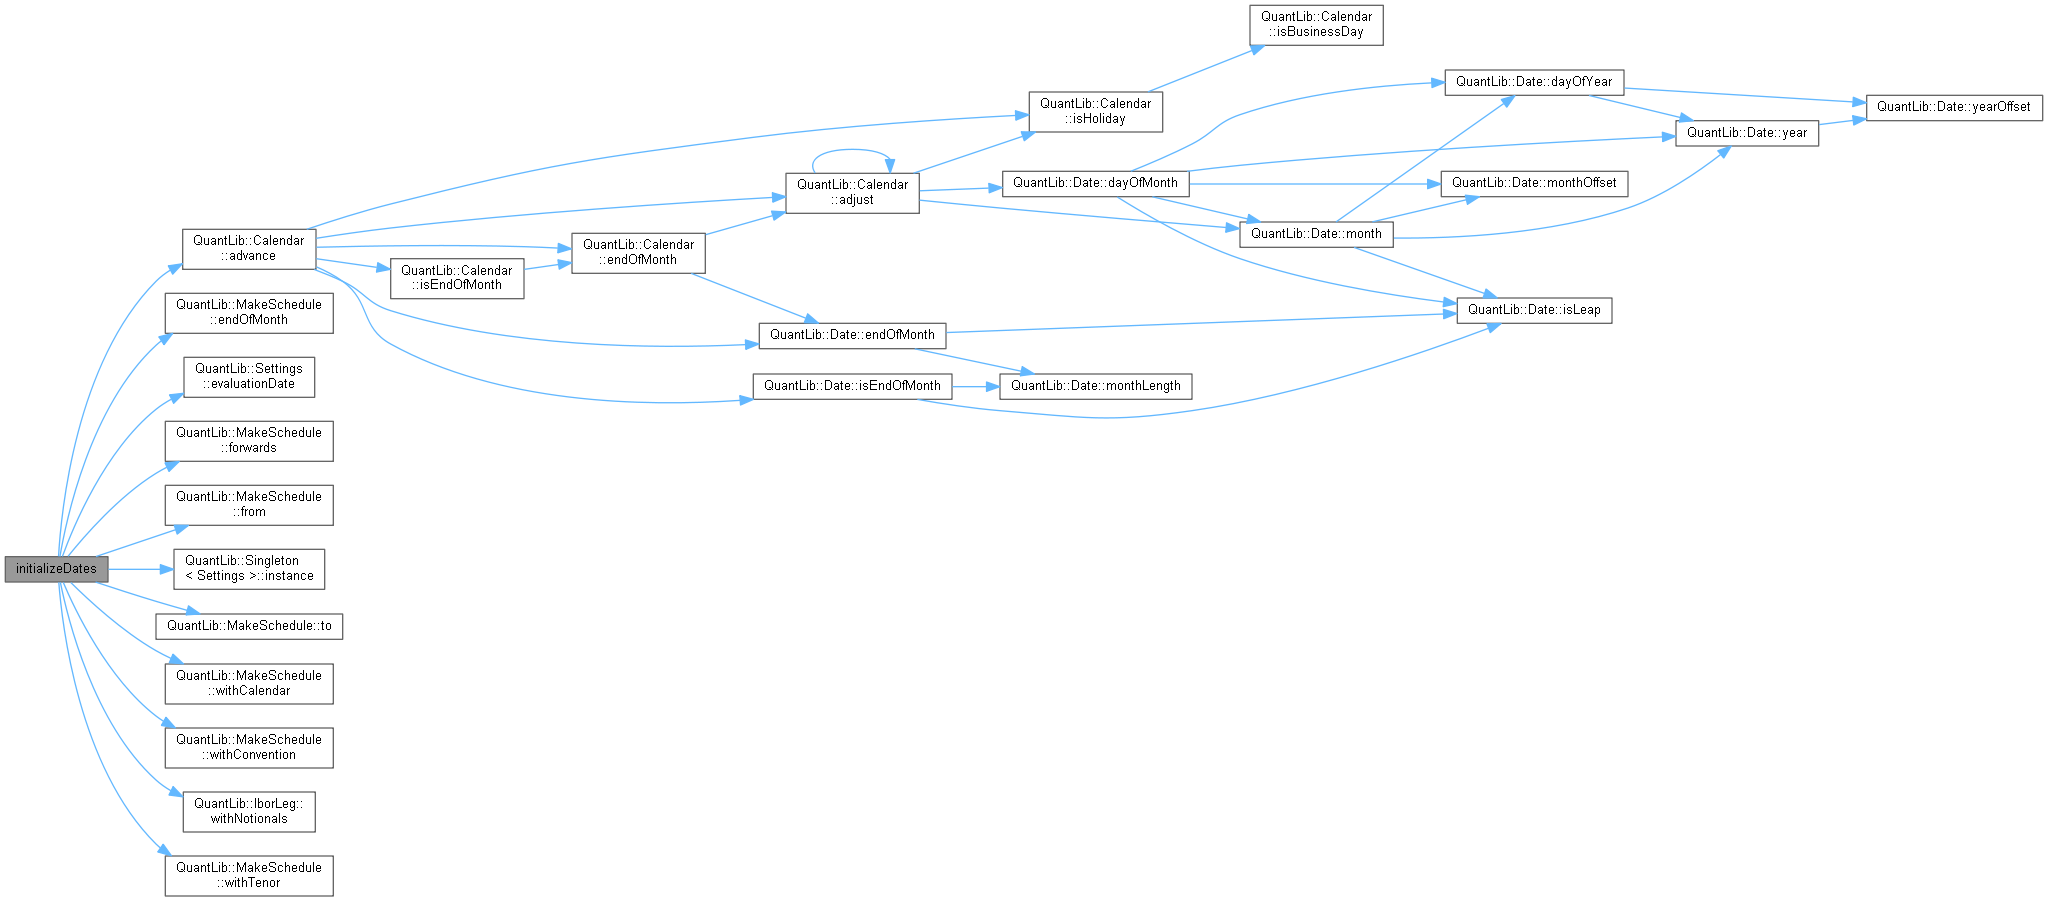 initializeDates
QuantLib::Calendar
::advance
QuantLib::MakeSchedule
::endOfMonth
QuantLib::Settings
::evaluationDate
QuantLib::MakeSchedule
::forwards
QuantLib::MakeSchedule
::from
QuantLib::Singleton
< Settings >::instance
QuantLib::MakeSchedule::to
QuantLib::MakeSchedule
::withCalendar
QuantLib::MakeSchedule
::withConvention
QuantLib::IborLeg::
withNotionals
QuantLib::MakeSchedule
::withTenor
QuantLib::Calendar
::isEndOfMonth
QuantLib::Calendar
::endOfMonth
QuantLib::Calendar
::adjust
QuantLib::Date::endOfMonth
QuantLib::Date::isEndOfMonth
QuantLib::Calendar
::isHoliday
QuantLib::Date::dayOfMonth
QuantLib::Date::monthLength
QuantLib::Calendar
::isBusinessDay
QuantLib::Date::month
QuantLib::Date::dayOfYear
QuantLib::Date::monthOffset
QuantLib::Date::isLeap
QuantLib::Date::year
QuantLib::Date::yearOffset